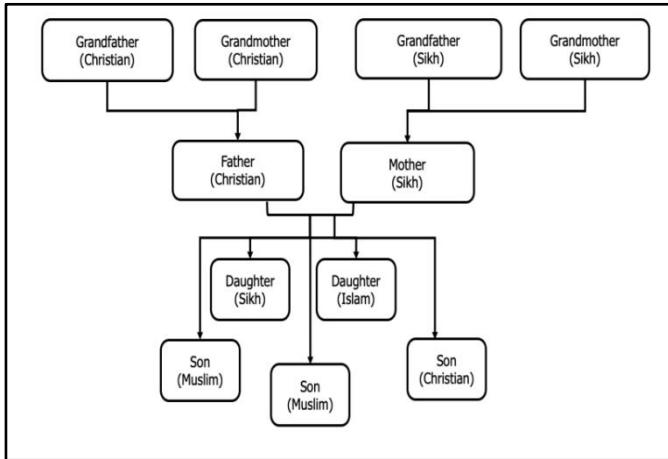 Grandfather
(Christian)
Grandmother
(Christian)
Grandfather
(Sikh)
Grandmother
(Sikh)
Father
(Christian)
Mother
(Sikh)
Daughter
(Sikh)
Daughter
(Islam)
Son
(Muslim)
Son
(Muslim)
Son
(Christian)